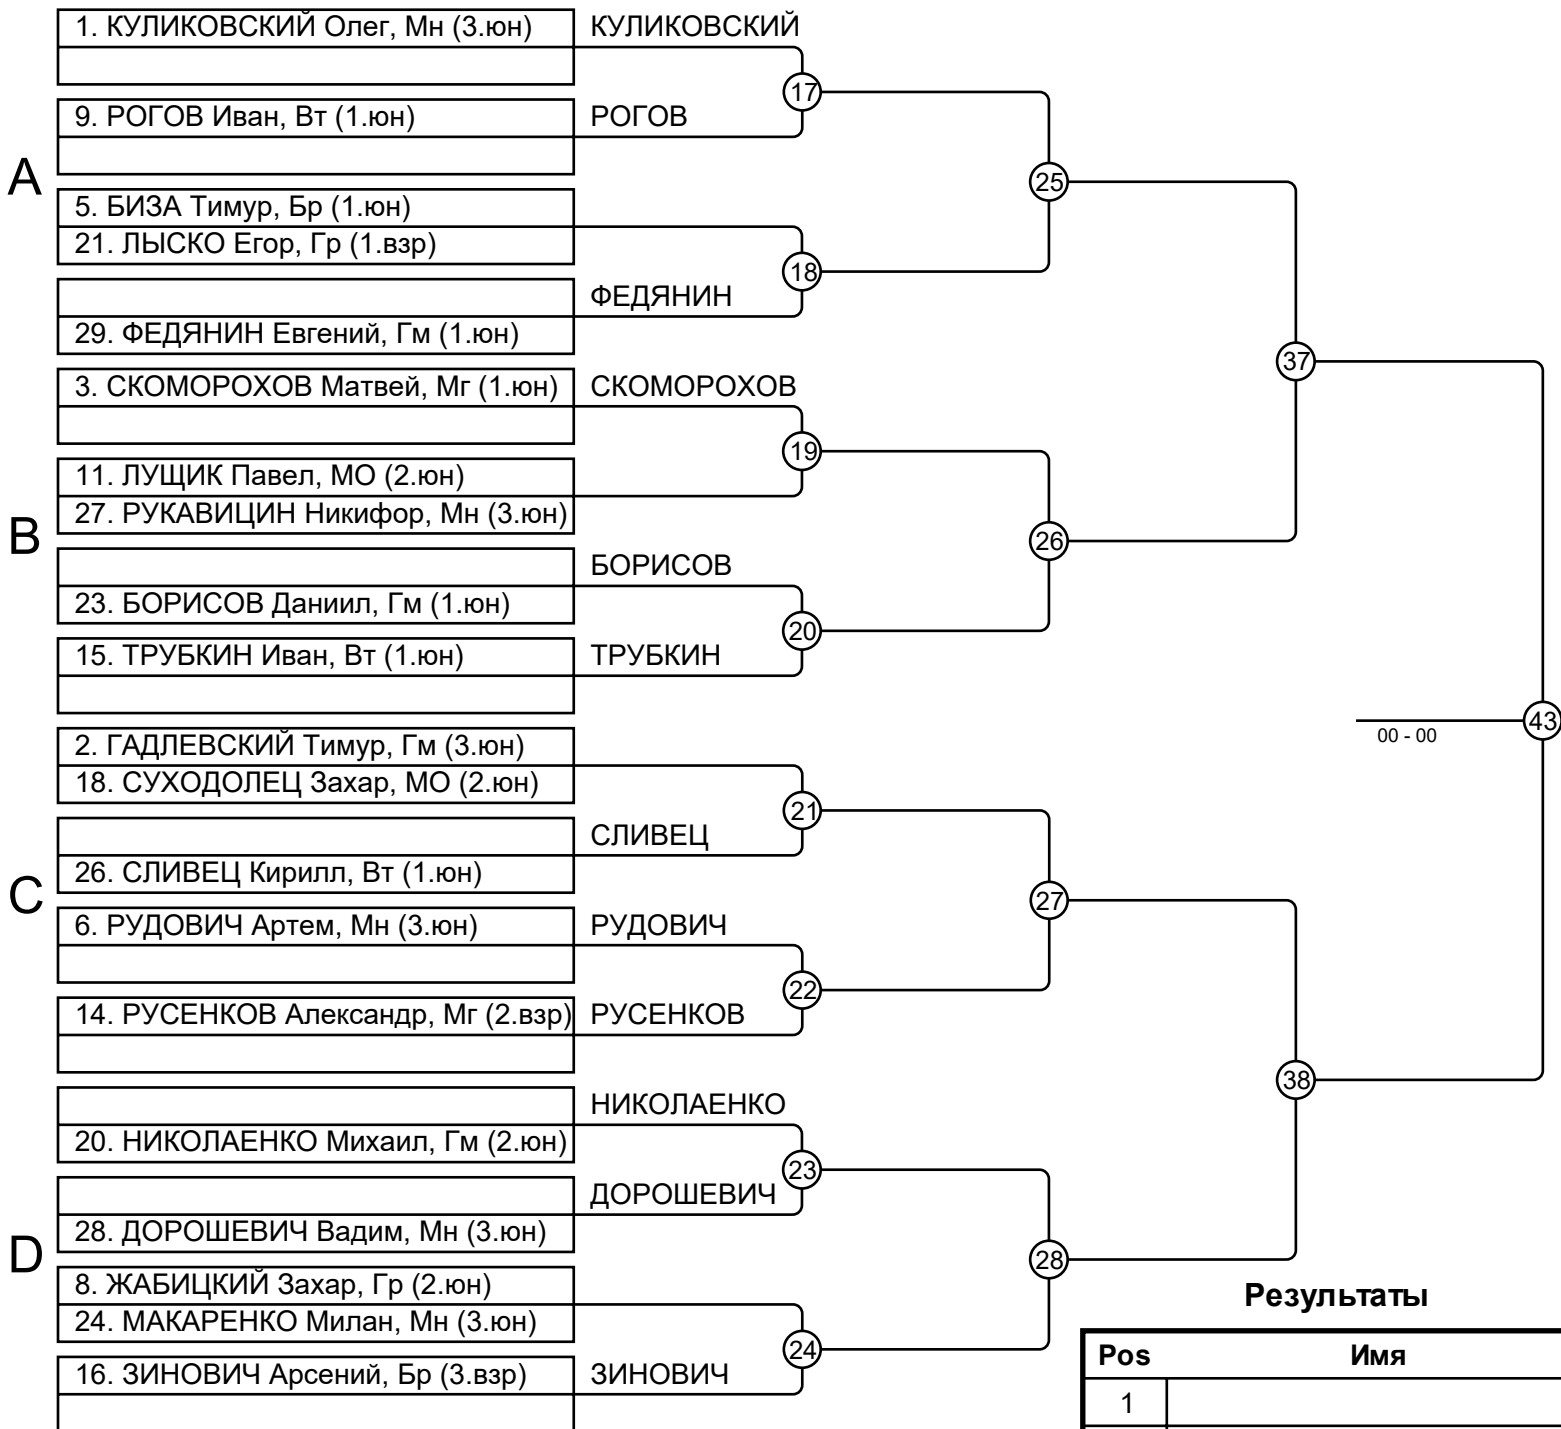 1. КУЛИКОВСКИЙ Олег, Мн (3.юн)
КУЛИКОВСКИЙ
17
9. РОГОВ Иван, Вт (1.юн)
РОГОВ
A
25
5. БИЗА Тимур, Бр (1.юн)
21. ЛЫСКО Егор, Гр (1.взр)
18
ФЕДЯНИН
29. ФЕДЯНИН Евгений, Гм (1.юн)
37
3. СКОМОРОХОВ Матвей, Мг (1.юн)
СКОМОРОХОВ
19
11. ЛУЩИК Павел, МО (2.юн)
27. РУКАВИЦИН Никифор, Мн (3.юн)
B
26
БОРИСОВ
23. БОРИСОВ Даниил, Гм (1.юн)
20
15. ТРУБКИН Иван, Вт (1.юн)
ТРУБКИН
43
00 - 00
2. ГАДЛЕВСКИЙ Тимур, Гм (3.юн)
18. СУХОДОЛЕЦ Захар, МО (2.юн)
21
СЛИВЕЦ
26. СЛИВЕЦ Кирилл, Вт (1.юн)
C
27
6. РУДОВИЧ Артем, Мн (3.юн)
РУДОВИЧ
22
14. РУСЕНКОВ Александр, Мг (2.взр)
РУСЕНКОВ
38
НИКОЛАЕНКО
20. НИКОЛАЕНКО Михаил, Гм (2.юн)
23
ДОРОШЕВИЧ
28. ДОРОШЕВИЧ Вадим, Мн (3.юн)
D
28
8. ЖАБИЦКИЙ Захар, Гр (2.юн)
24. МАКАРЕНКО Милан, Мн (3.юн)
24
16. ЗИНОВИЧ Арсений, Бр (3.взр)
ЗИНОВИЧ
Результаты
Pos Имя
1